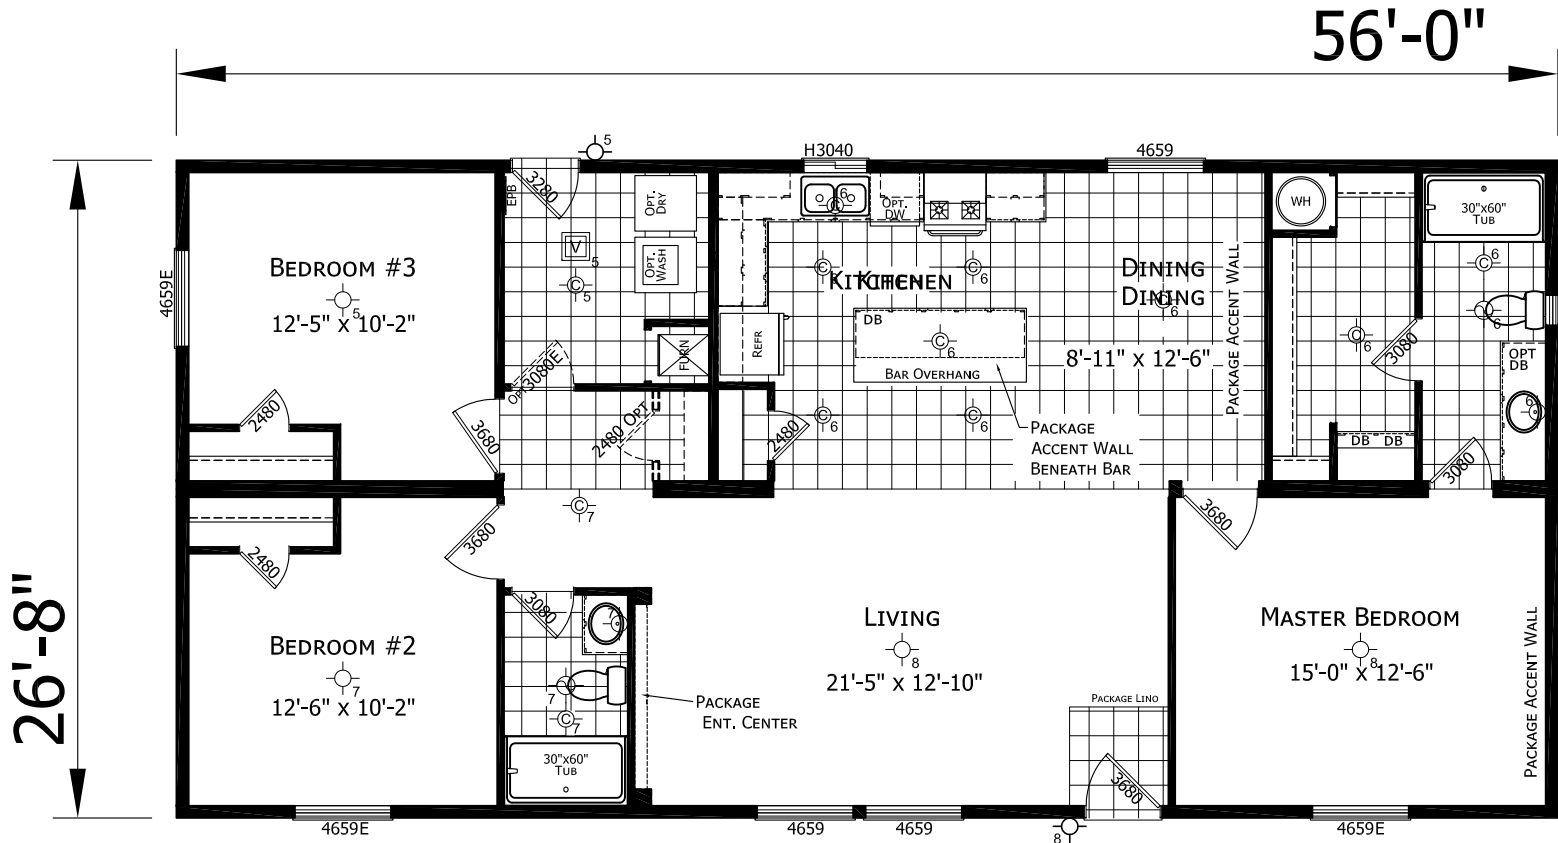 56'-0"
26'-8"
5
H3040
4659
3280
EPB
OPT.
DRY
OPT.
WASH
V
5
C
5
BEDROOM #3
5
12'-5" x 10'-2"
4659E
2480
3680
OPT. 3080E
FURN
2480 OPT
6
OPT.
DW
C
6
C
6
KITCHEN
KITCHEN
DINING
DINING
C
6
8'-11" x 12'-6"
PACKAGE ACCENT WALL
REFR
DB
C
6
BAR OVERHANG
C
6
C
6
2480
PACKAGE
ACCENT WALL
BENEATH BAR
WH
30"x60"
TUB
C
6
6
C
6
3080
OPT
DB
6
DB DB
3080
C
7
3680
3680
2480
3080
7
BEDROOM #2
7
12'-6" x 10'-2"
7
C
7
30"x60"
TUB
PACKAGE
ENT. CENTER
LIVING
8
21'-5" x 12'-10"
PACKAGE LINO
3680
MASTER BEDROOM
8
15'-0" x 12'-6"
PACKAGE ACCENT WALL
4659E
4659
4659
8
4659E